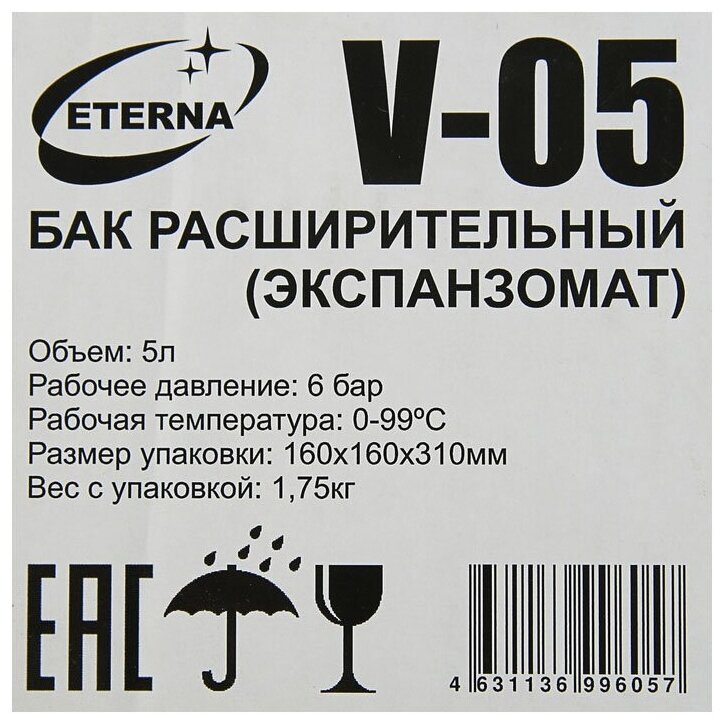 ETERNA
V-05
БАК РАСШИРИТЕЛЬНЫЙ
(ЭКСПАНЗОМАТ)
Объем: 5л
Рабочее давление: 6 бар
Рабочая температура: 0-99ºС
Размер упаковки: 160х160х310мм
Вес с упаковкой: 1,75кг
ЕАС
4 631136 996057